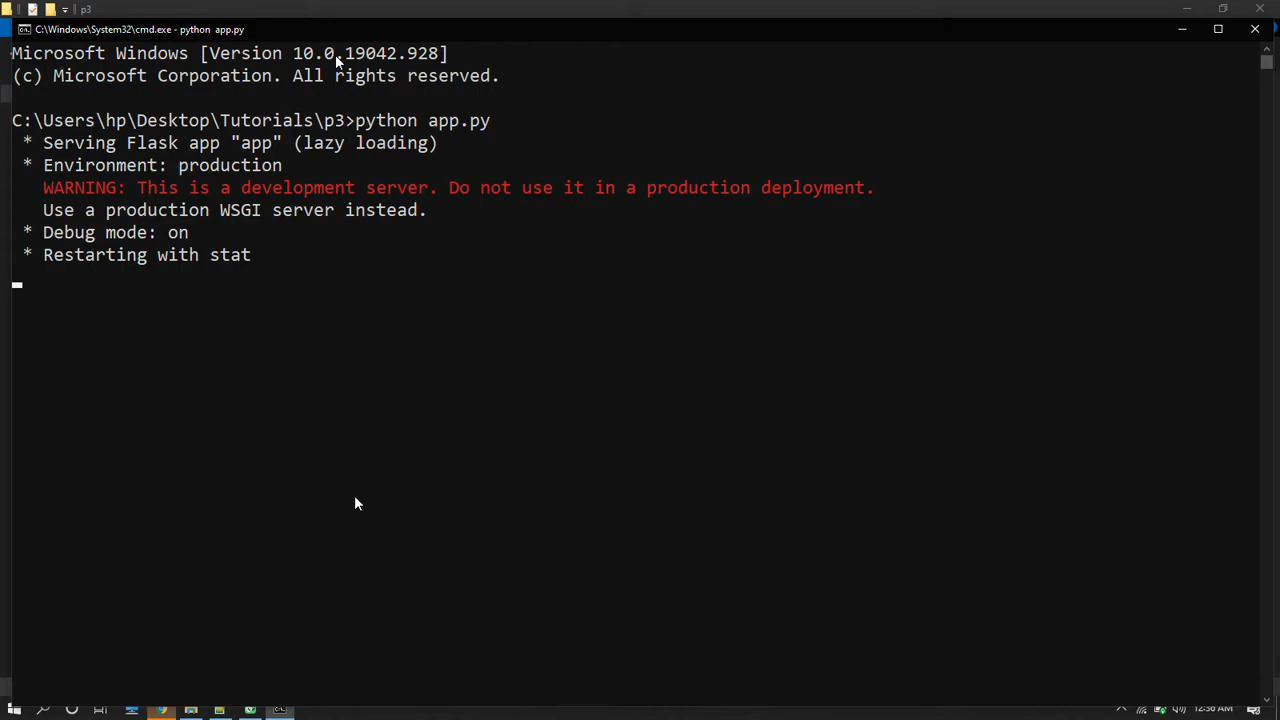 p3
C:\Windows\System32\cmd.exe - python app.py
Microsoft Windows [Version 10.0.19042.928]
(c) Microsoft Corporation. All rights reserved.
C:\Users\hp\Desktop\Tutorials\p3>python app.py
* Serving Flask app "app" (lazy loading)
* Environment: production
WARNING: This is a development server. Do not use it in a production deployment.
Use a production WSGI server instead.
* Debug mode: on
* Restarting with stat
12:36 AM